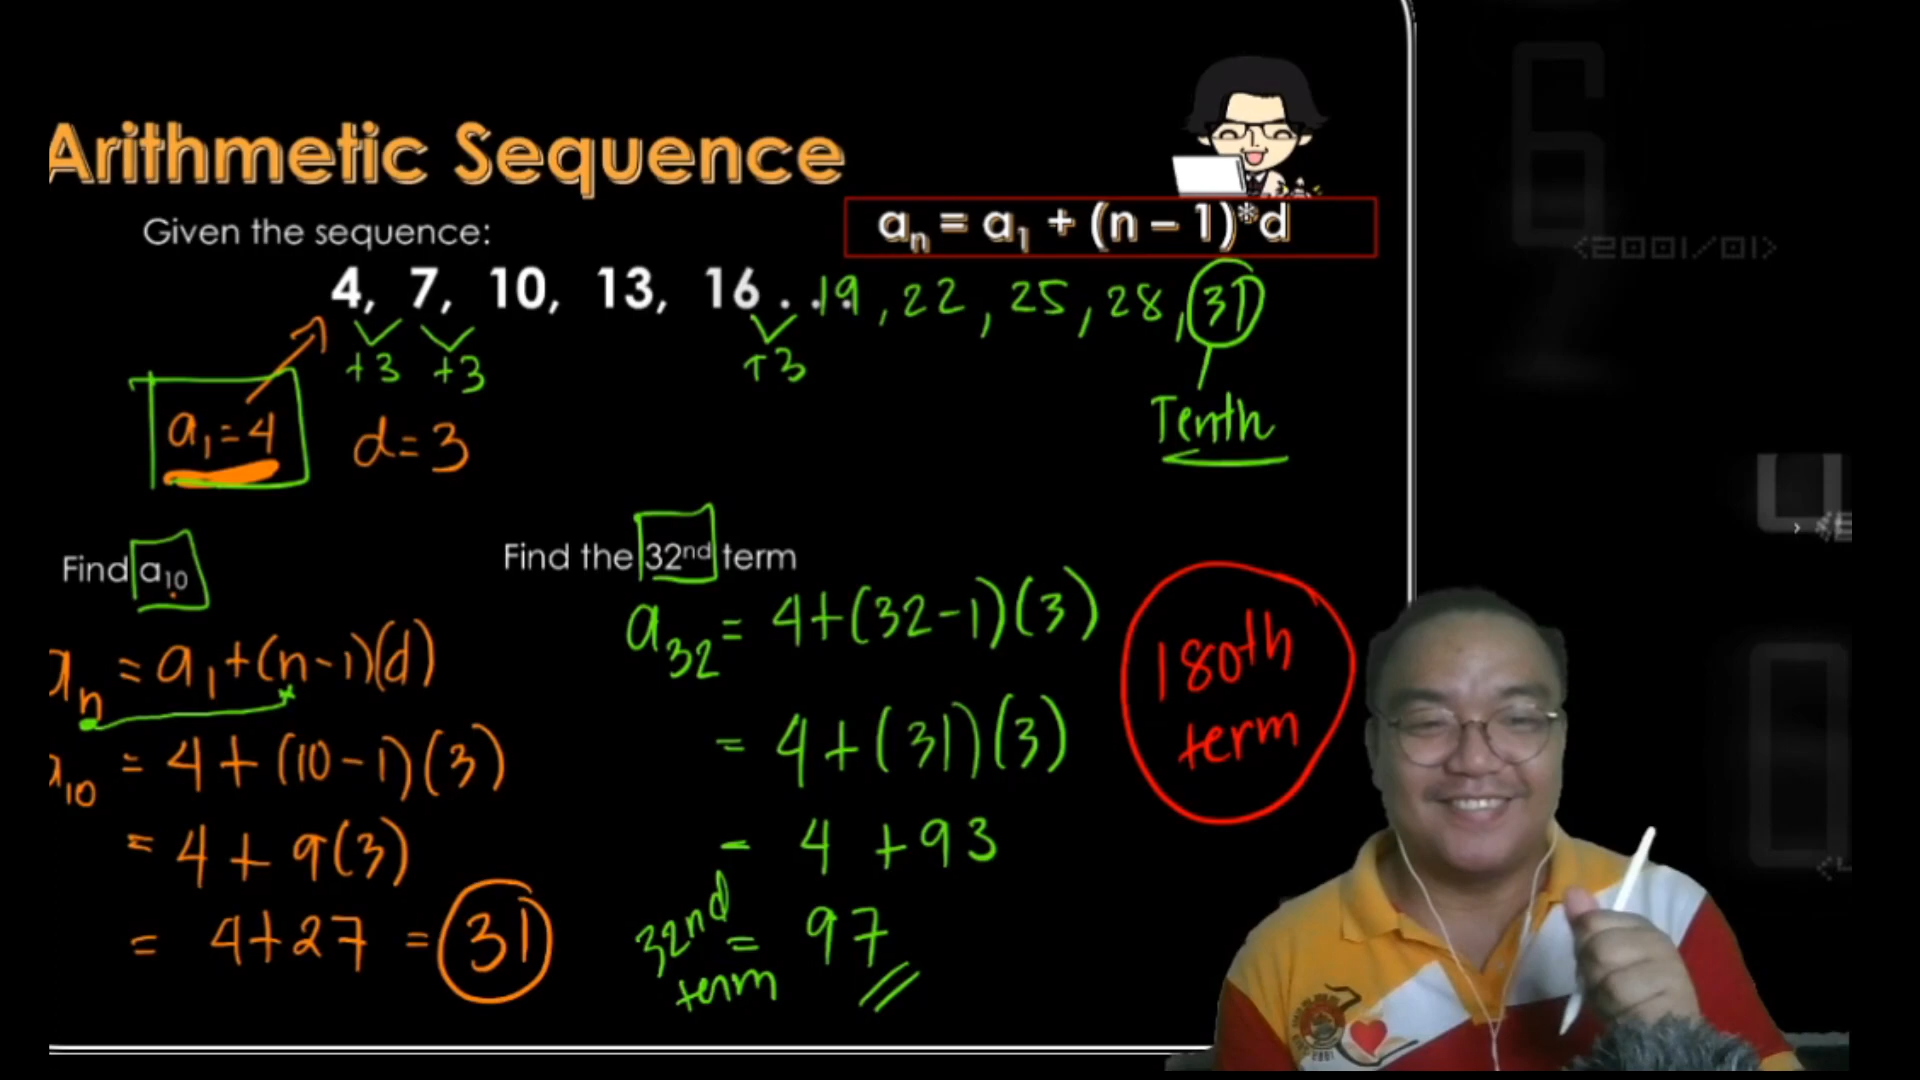 Arithmetic Sequence
Given the sequence:
aₙ = a₁ + (n – 1)*d
4, 7, 10, 13, 16 . . . 19, 22, 25, 28, 31
+3 +3 +3
Tenth
a₁ = 4 d = 3
Find a₁₀
aₙ = a₁ + (n-1)(d)
a₁₀ = 4 + (10-1)(3)
= 4 + 9(3)
= 4+27 = 31
Find the 32ⁿᵈ term
a₃₂ = 4+(32-1)(3)
= 4+(31)(3)
= 4 +93
32nd term = 97
180th
term
<2001/01>